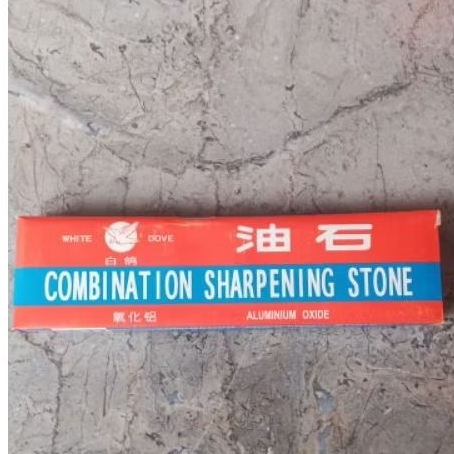 WHITE DOVE
白鸽
油石
COMBINATION SHARPENING STONE
氧化铝
ALUMINIUM OXIDE